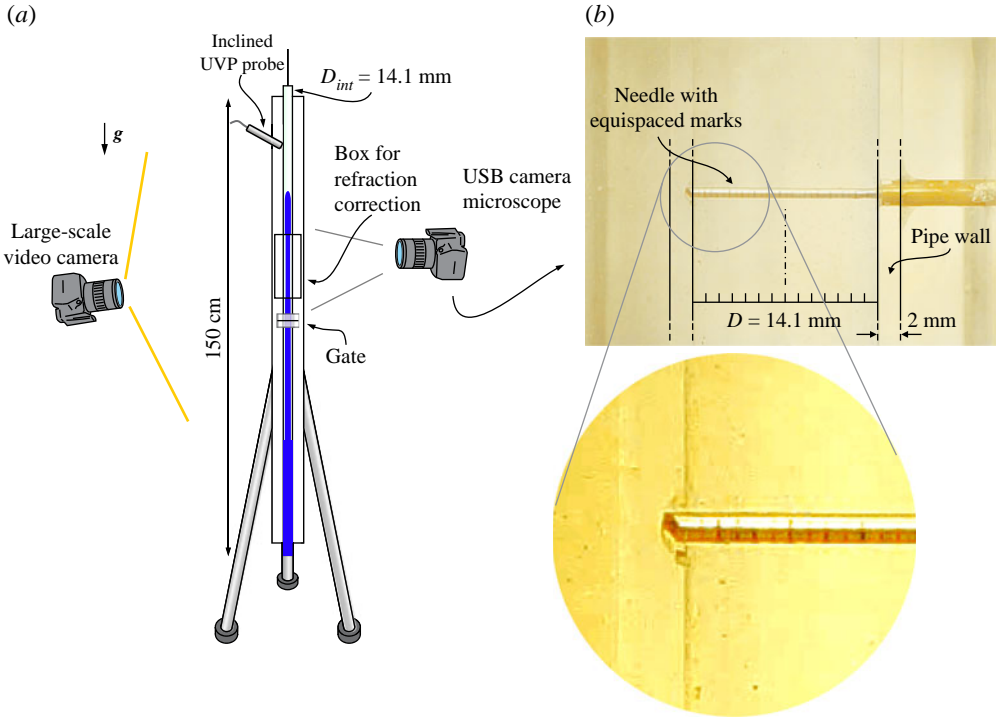 (a)
Inclined
UVP probe
D_int = 14.1 mm
g
Box for
refraction
correction
USB camera
microscope
Large-scale
video camera
150 cm
Gate
(b)
Needle with
equispaced marks
Pipe wall
D = 14.1 mm
2 mm